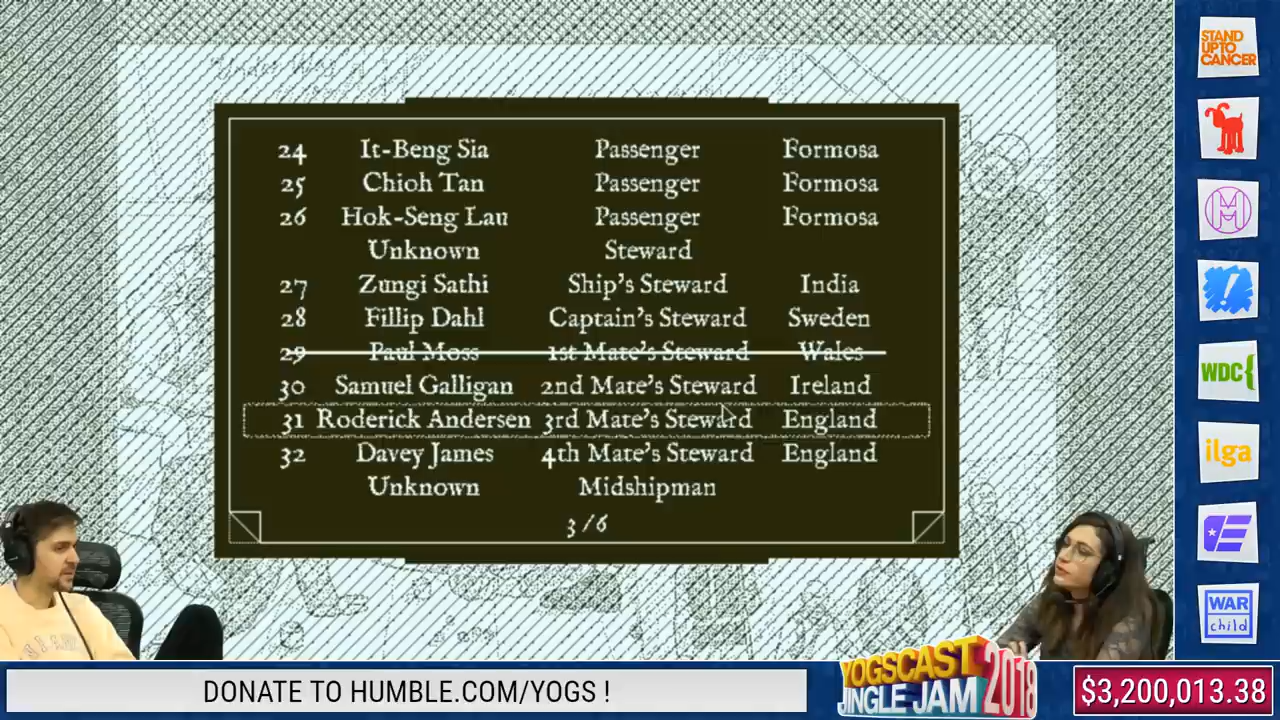 24 It-Beng Sia Passenger Formosa
25 Chioh Tan Passenger Formosa
26 Hok-Seng Lau Passenger Formosa
Unknown Steward
27 Zungi Sathi Ship's Steward India
28 Fillip Dahl Captain's Steward Sweden
29 Paul Moss 1st Mate's Steward Wales
30 Samuel Galligan 2nd Mate's Steward Ireland
31 Roderick Andersen 3rd Mate's Steward England
32 Davey James 4th Mate's Steward England
Unknown Midshipman
3/6
STAND
UP TO
CANCER
WDC
ilga
WAR
child
DONATE TO HUMBLE.COM/YOGS !
YOGSCAST
JINGLE JAM 2018
$3,200,013.38